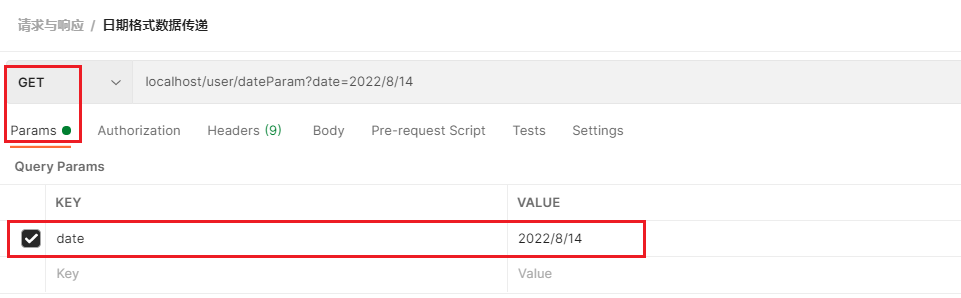 请求与响应 / 日期格式数据传递
GET localhost/user/dateParam?date=2022/8/14
Params Authorization Headers (9) Body Pre-request Script Tests Settings
Query Params
KEY VALUE
date 2022/8/14
Key Value